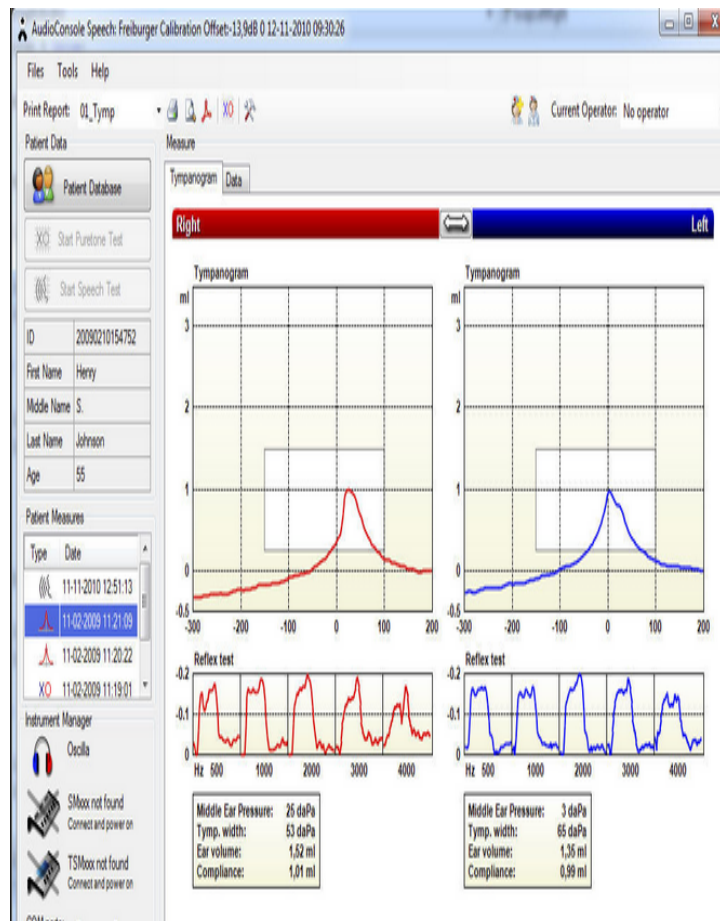 AudioConsole Speech: Freiburger Calibration Offset:-13,9dB 0 12-11-2010 09:30:26
Files Tools Help
Print Report: 01_Tymp
XO
Current Operator: No operator
Patient Data
Patient Database
XO Start Puretone Test
Start Speech Test
ID 20090210154752
First Name Henry
Middle Name S.
Last Name Johnson
Age 55
Patient Measures
Type Date
11-11-2010 12:51:13
11-02-2009 11:21:09
11-02-2009 11:20:22
XO 11-02-2009 11:19:01
Instrument Manager
Oscilla
SMxxx not found
Connect and power on
TSMxxx not found
Connect and power on
Measure
Tympanogram Data
Right Left
Tympanogram
ml
3
2
1
0
-0.5
-300 -200 -100 0 100 200
Reflex test
-0.2
-0.1
0
Hz 500 1000 2000 3000 4000
Middle Ear Pressure: 25 daPa
Tymp. width: 53 daPa
Ear volume: 1,52 ml
Compliance: 1,01 ml
Tympanogram
ml
3
2
1
0
-0.5
-300 -200 -100 0 100 200
Reflex test
-0.2
-0.1
0
Hz 500 1000 2000 3000 4000
Middle Ear Pressure: 3 daPa
Tymp. width: 65 daPa
Ear volume: 1,35 ml
Compliance: 0,99 ml